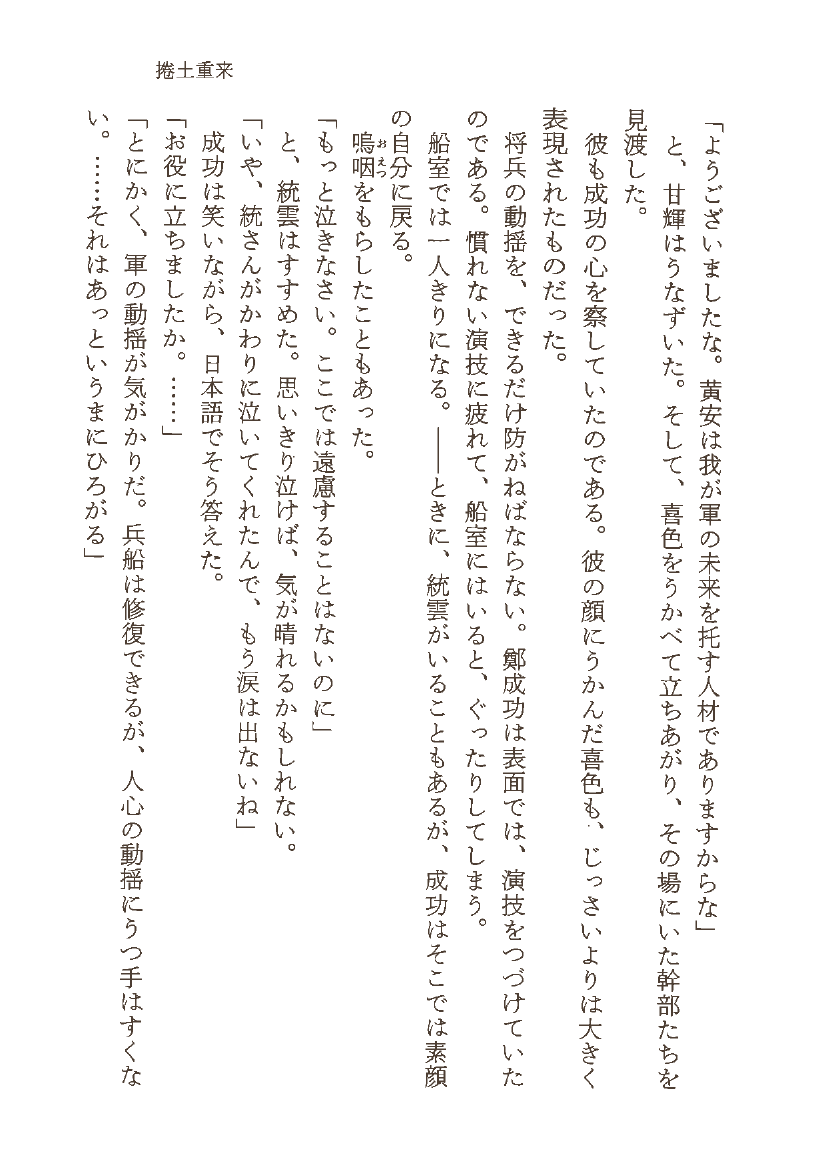 捲土重来
「ようございましたな。黄安は我が軍の未来を托す人材でありますからな」
と、甘輝はうなずいた。そして、喜色をうかべて立ちあがり、その場にいた幹部たちを
見渡した。
彼も成功の心を察していたのである。彼の顔にうかんだ喜色も、じっさいよりは大きく
表現されたものだった。
将兵の動揺を、できるだけ防がねばならない。鄭成功は表面では、演技をつづけていた
のである。慣れない演技に疲れて、船室にはいると、ぐったりしてしまう。
船室では一人きりになる。――ときに、統雲がいることもあるが、成功はそこでは素顔
の自分に戻る。
嗚咽おえつをもらしたこともあった。
「もっと泣きなさい。ここでは遠慮することはないのに」
と、統雲はすすめた。思いきり泣けば、気が晴れるかもしれない。
「いや、統さんがかわりに泣いてくれたんで、もう涙は出ないね」
成功は笑いながら、日本語でそう答えた。
「お役に立ちましたか。……」
「とにかく、軍の動揺が気がかりだ。兵船は修復できるが、人心の動揺にうつ手はすくな
い。……それはあっというまにひろがる」